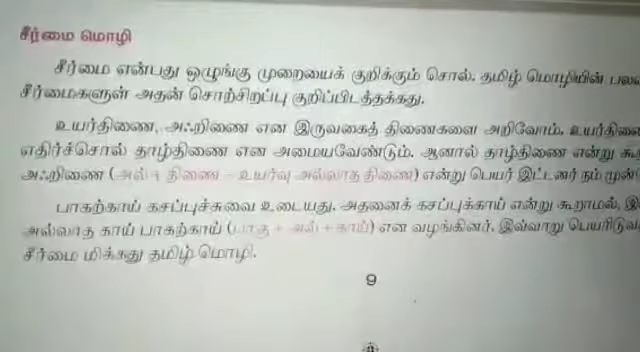 சீர்மை மொழி
சீர்மை என்பது ஒழுங்கு முறையைக் குறிக்கும் சொல். தமிழ் மொழியின் பல
சீர்மைகளுள் அதன் சொற்சிறப்பு குறிப்பிடத்தக்கது.
உயர்திணை, அஃறிணை என இருவகைத் திணைகளை அறிவோம். உயர்திணை
எதிர்ச்சொல் தாழ்திணை என அமையவேண்டும். ஆனால் தாழ்திணை என்று கூ
அஃறிணை (அல் + திணை - உயர்வு அல்லாத திணை) என்று பெயர் இட்டனர் நம் முன்
பாகற்காய் கசப்புச்சுவை உடையது. அதனைக் கசப்புக்காய் என்று கூறாமல், இ
அல்லாத காய் பாகற்காய் (பாகு + அல் + காய்) என வழங்கினர். இவ்வாறு பெயரிடுவ
சீர்மை மிக்கது தமிழ் மொழி.
9